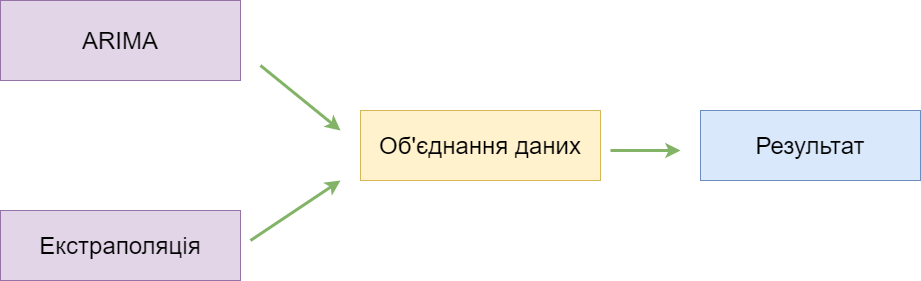 ARIMA
Об'єднання даних
Результат
Екстраполяція